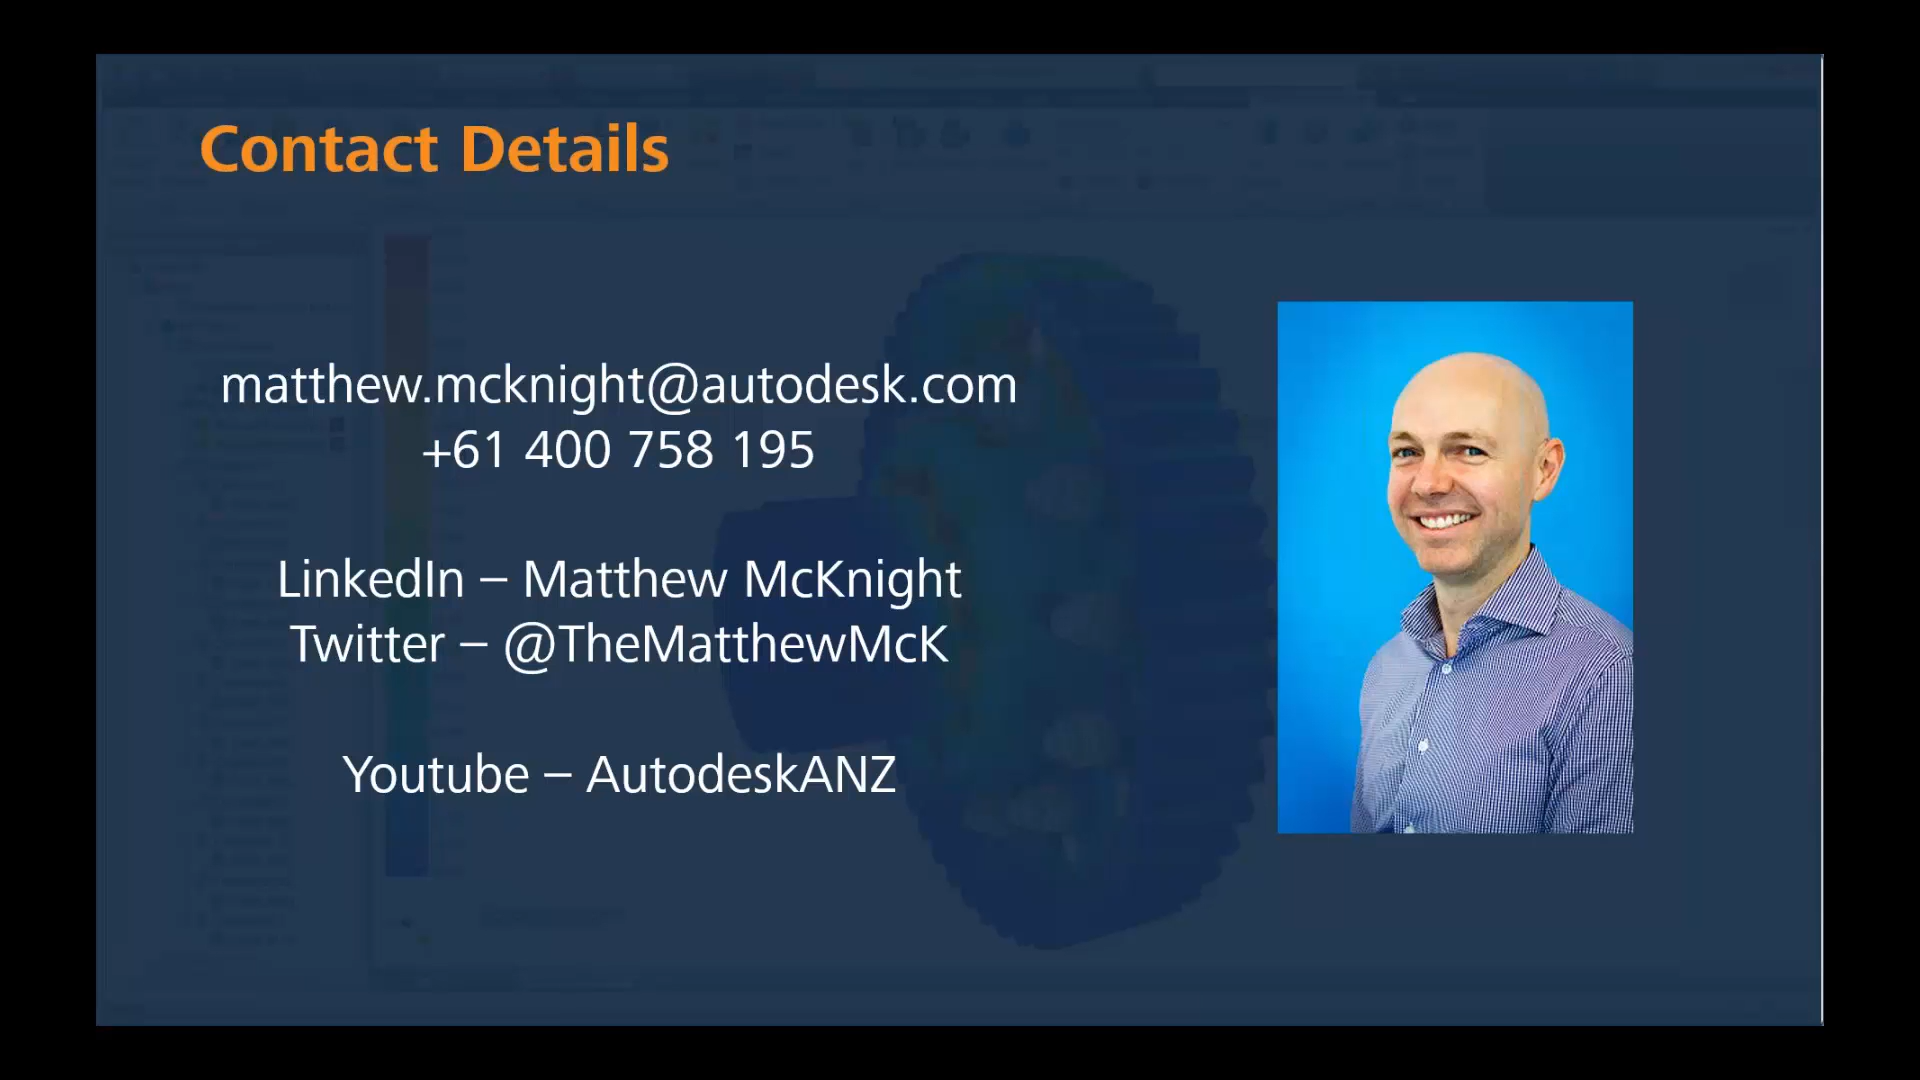 Contact Details
matthew.mcknight@autodesk.com
+61 400 758 195
LinkedIn – Matthew McKnight
Twitter – @TheMatthewMcK
Youtube – AutodeskANZ